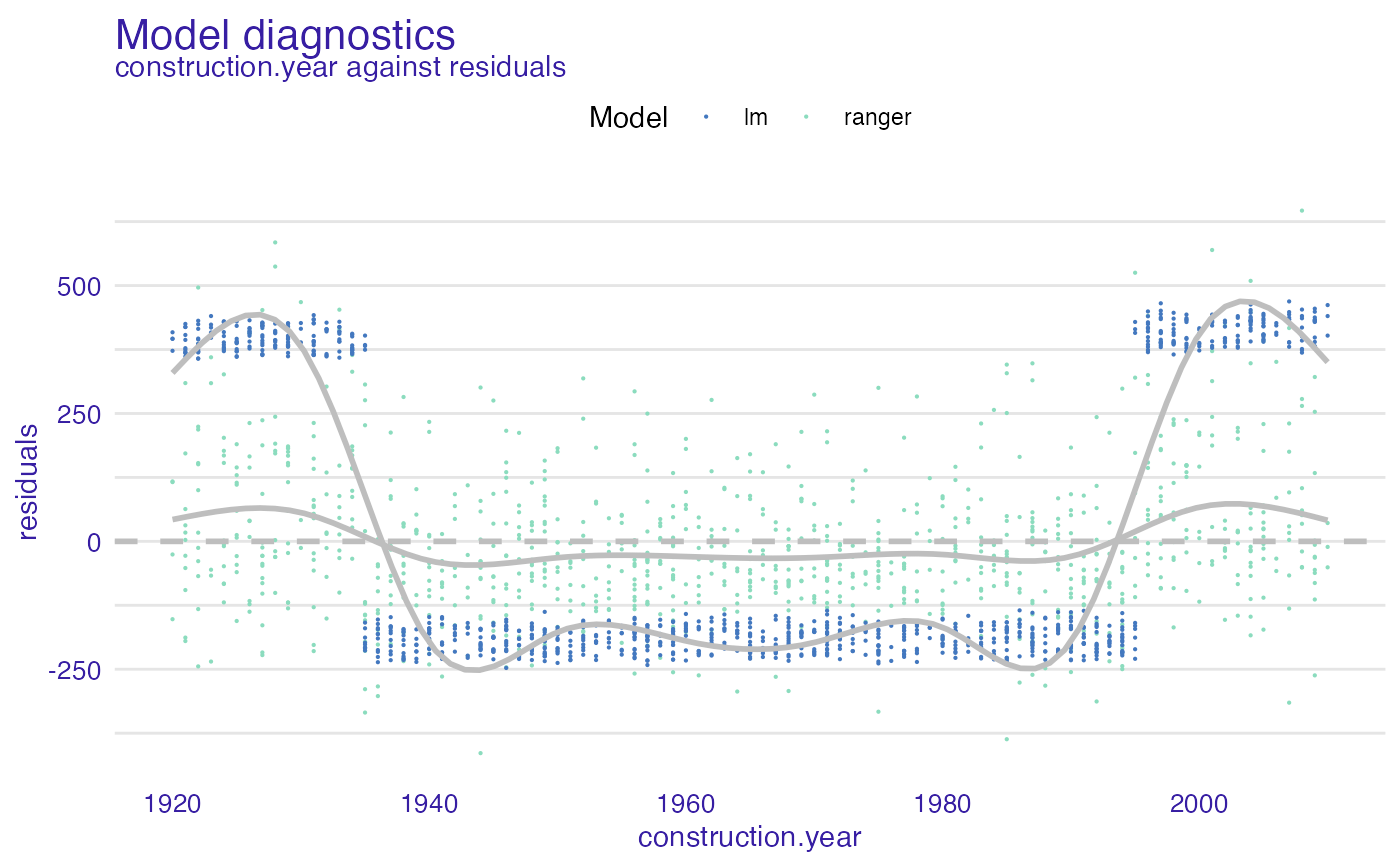 Model diagnostics
construction.year against residuals
Model lm ranger
residuals
500
250
0
-250
1920 1940 1960 1980 2000
construction.year